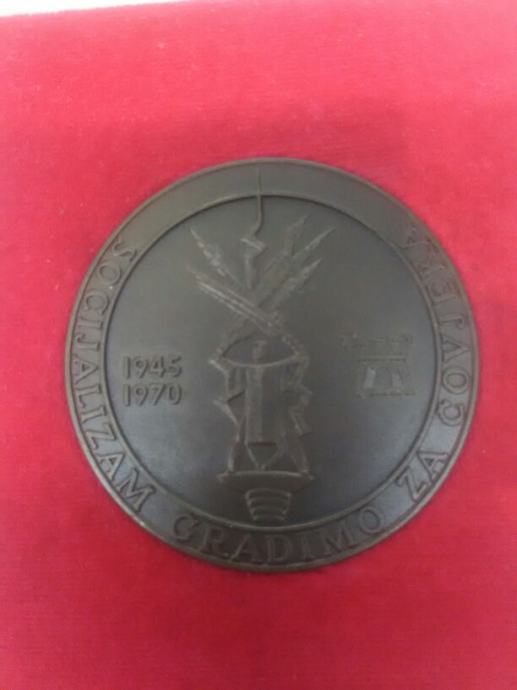 SOCIJALIZAM GRADIMO ZA ČOVJEKA
1945
1970